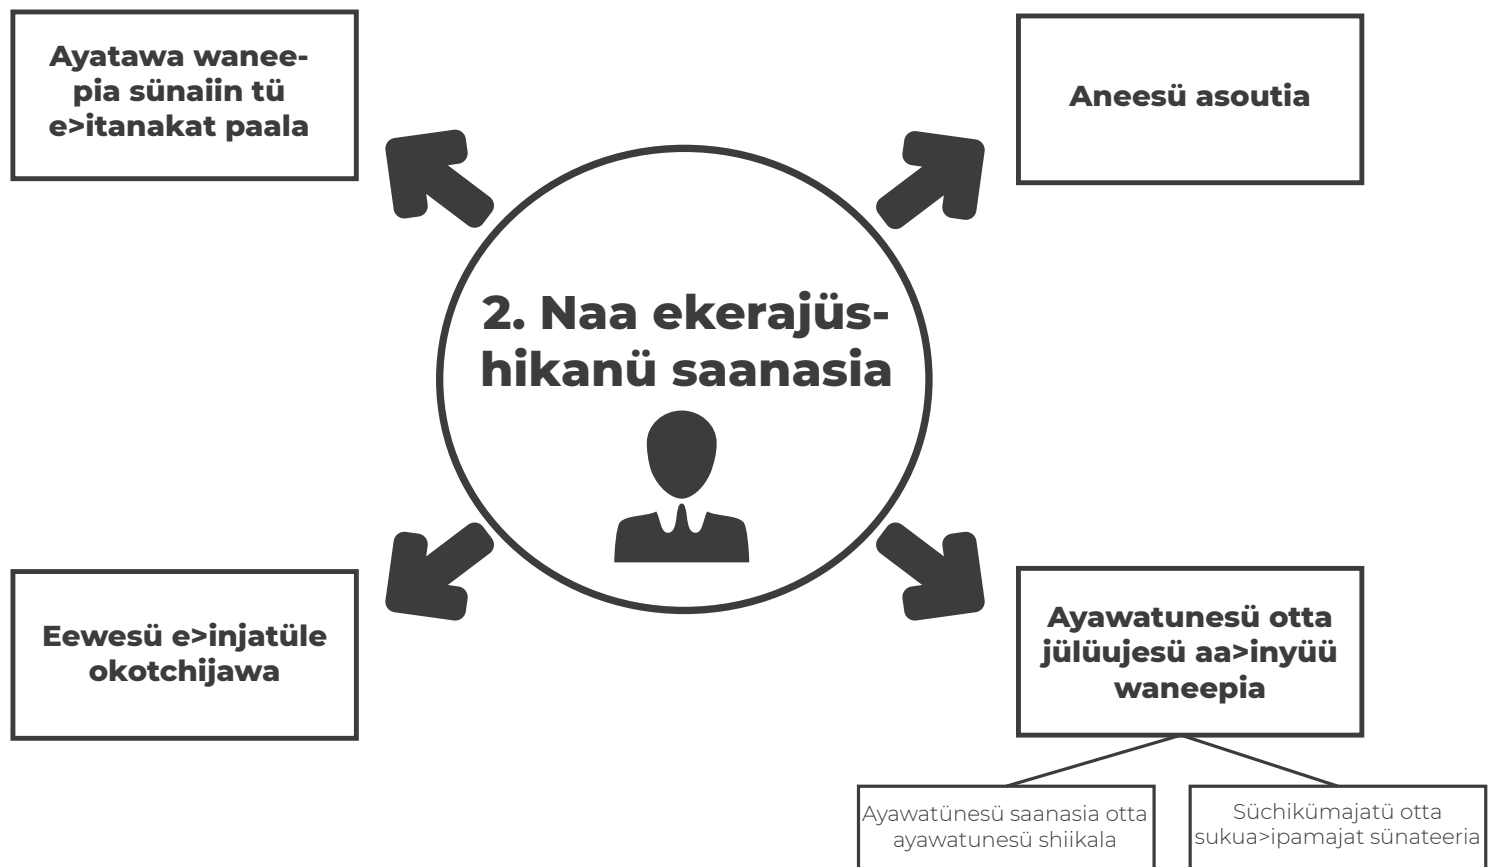 Ayatawa wanee-
pia sünaiin tü
e>itanakat paala
Aneesü asoutia
2. Naa ekerajüs-
hikanü saanasia
Eewesü e>injatüle
okotchijawa
Ayawatunesü otta
jülüujesü aa>inyüü
waneepia
Ayawatünesü saanasia otta
ayawatunesü shiikala
Süchikümajatü otta
sukua>ipamajat sünateeria